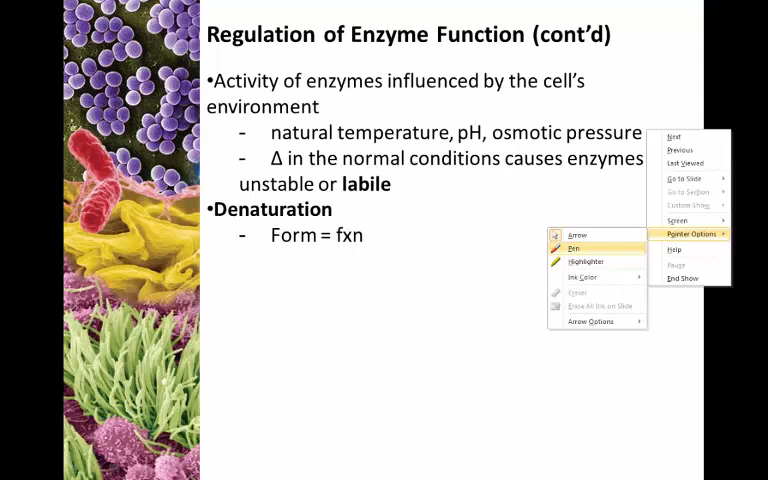 Regulation of Enzyme Function (cont’d)
•Activity of enzymes influenced by the cell’s
environment
- natural temperature, pH, osmotic pressure
- Δ in the normal conditions causes enzymes
unstable or labile
•Denaturation
- Form = fxn
Next
Previous
Last Viewed
Go to Slide
Go to Section
Custom Show
Screen
Pointer Options
Help
Pause
End Show
Arrow
Pen
Highlighter
Ink Color
Eraser
Erase All Ink on Slide
Arrow Options